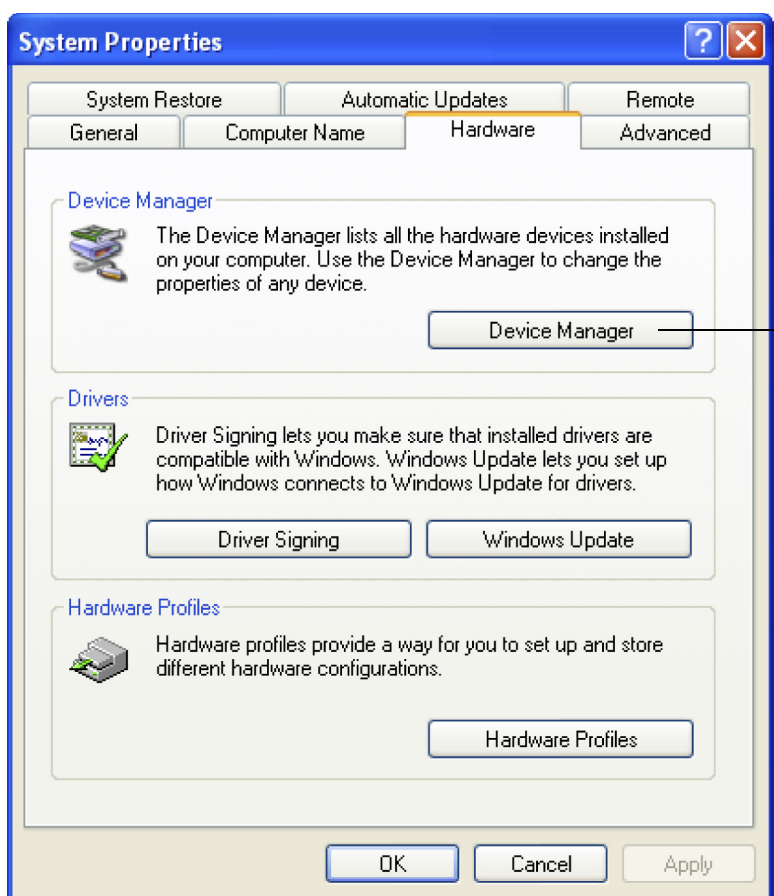 System Properties
?
System Restore
Automatic Updates
Remote
General
Computer Name
Hardware
Advanced
Device Manager
The Device Manager lists all the hardware devices installed
on your computer. Use the Device Manager to change the
properties of any device.
Device Manager
Drivers
Driver Signing lets you make sure that installed drivers are
compatible with Windows. Windows Update lets you set up
how Windows connects to Windows Update for drivers.
Driver Signing
Windows Update
Hardware Profiles
Hardware profiles provide a way for you to set up and store
different hardware configurations.
Hardware Profiles
OK
Cancel
Apply